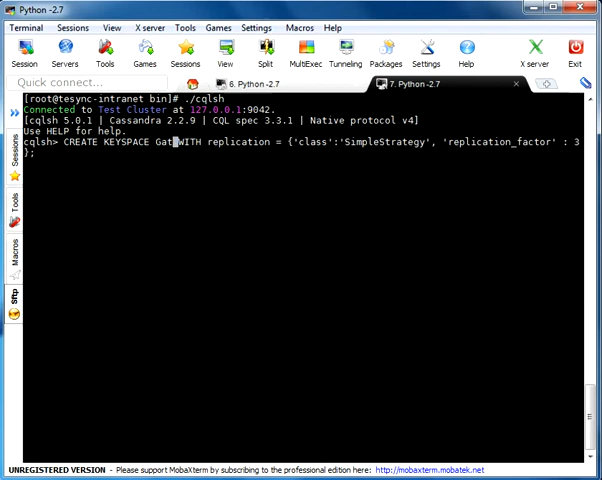 Python -2.7
Terminal Sessions View X server Tools Games Settings Macros Help
Session Servers Tools Games Sessions View Split MultiExec Tunneling Packages Settings Help X server Exit
Quick connect... 6. Python -2.7 7. Python -2.7
[root@tesync-intranet bin]# ./cqlsh
Connected to Test Cluster at 127.0.0.1:9042.
[cqlsh 5.0.1 | Cassandra 2.2.9 | CQL spec 3.3.1 | Native protocol v4]
Use HELP for help.
cqlsh> CREATE KEYSPACE Gat WITH replication = {'class':'SimpleStrategy', 'replication_factor' : 3
};
Sessions
Tools
Macros
Sftp
UNREGISTERED VERSION - Please support MobaXterm by subscribing to the professional edition here: http://mobaxterm.mobatek.net